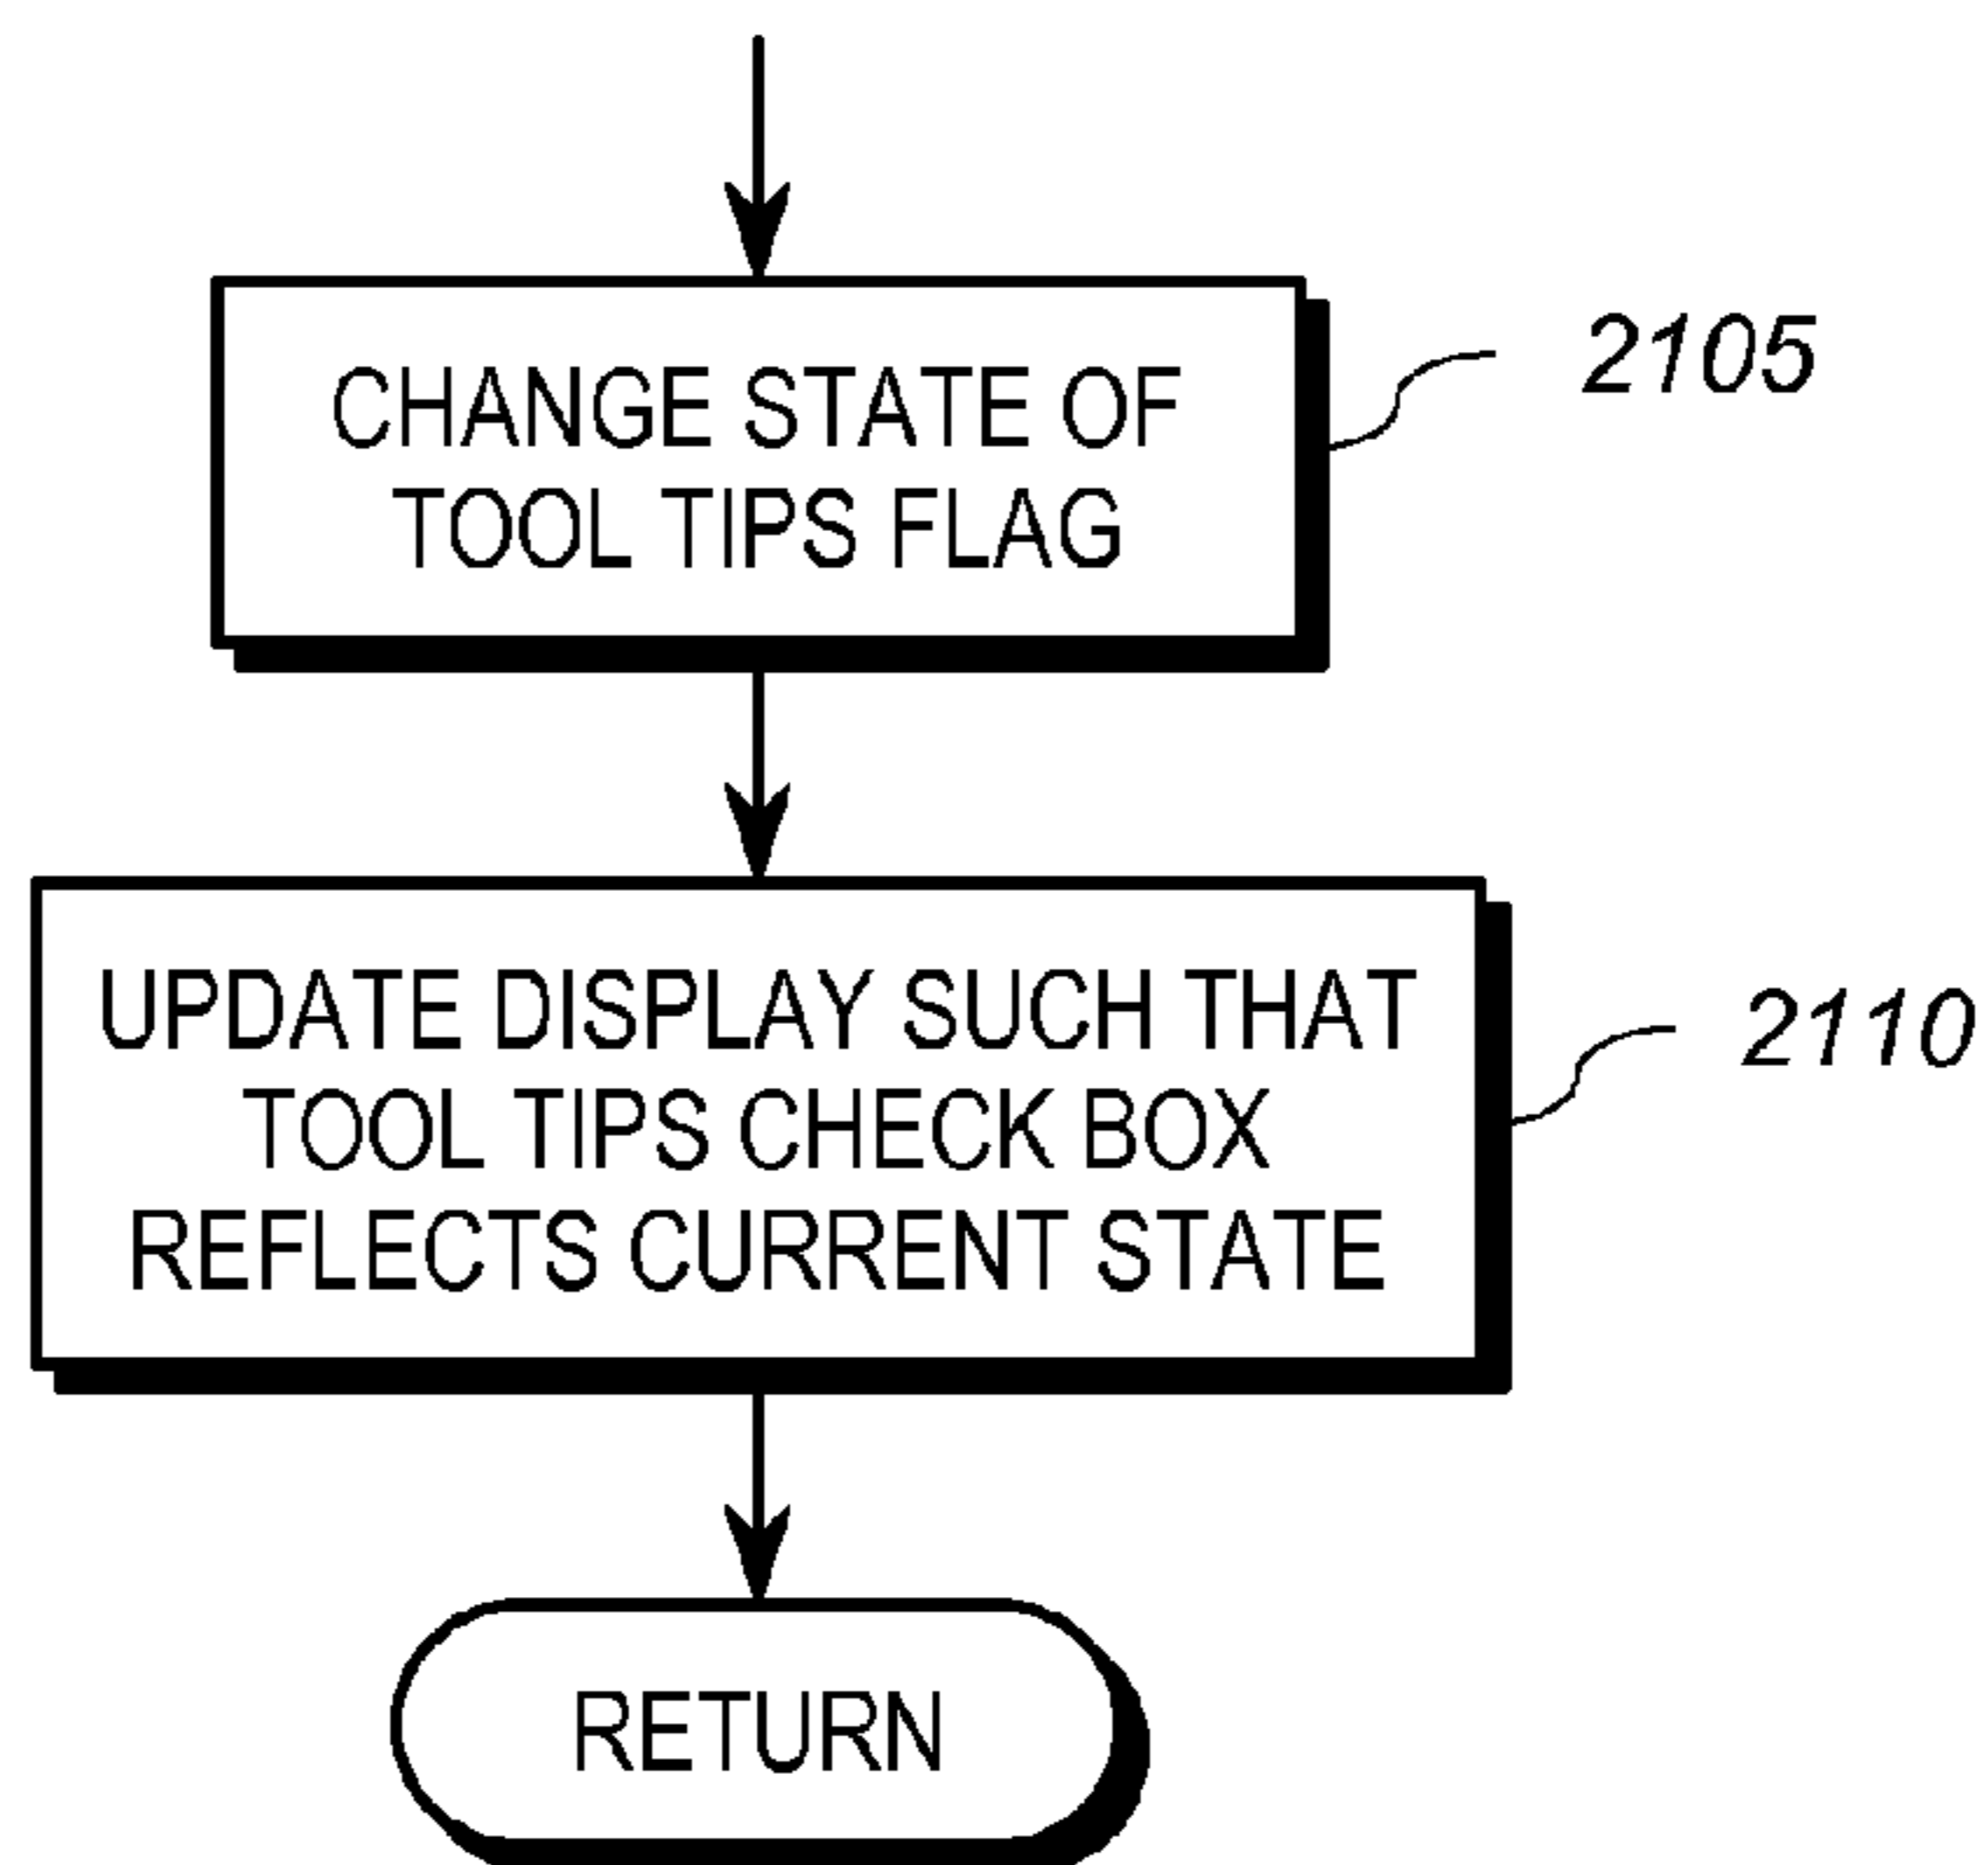 CHANGE STATE OF
TOOL TIPS FLAG
2105
UPDATE DISPLAY SUCH THAT
TOOL TIPS CHECK BOX
REFLECTS CURRENT STATE
2110
RETURN